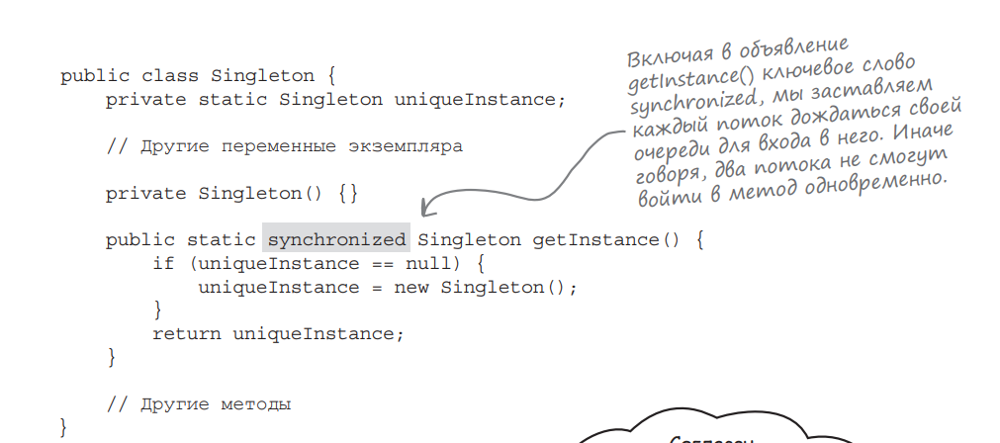 Включая в объявление
getInstance() ключевое слово
synchronized, мы заставляем
каждый поток дождаться своей
очереди для входа в него. Иначе
говоря, два потока не смогут
войти в метод одновременно.
public class Singleton {
    private static Singleton uniqueInstance;
    // Другие переменные экземпляра
    private Singleton() {}
    public static synchronized Singleton getInstance() {
        if (uniqueInstance == null) {
            uniqueInstance = new Singleton();
        }
        return uniqueInstance;
    }
    // Другие методы
}